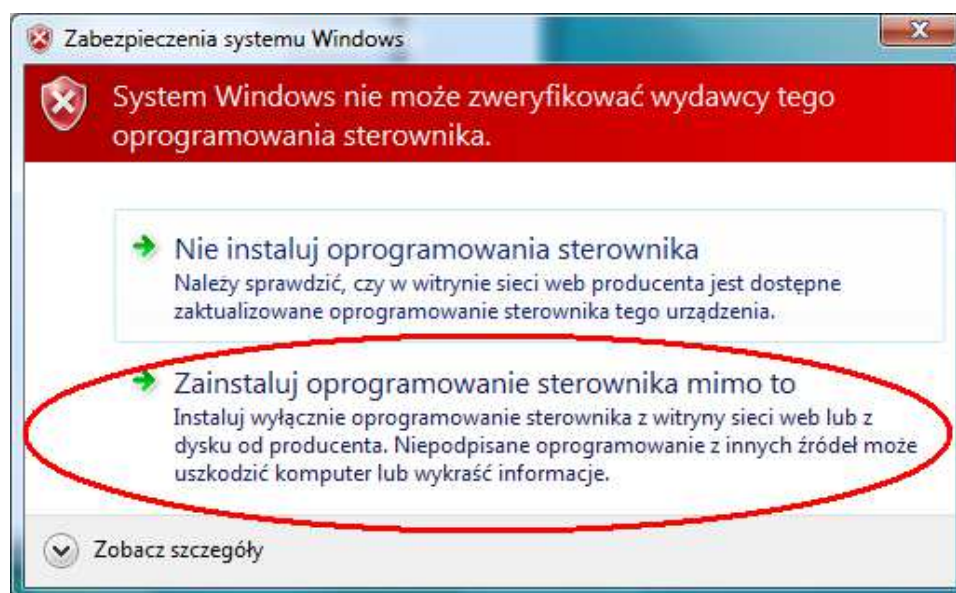 Zabezpieczenia systemu Windows
System Windows nie może zweryfikować wydawcy tego
oprogramowania sterownika.
Nie instaluj oprogramowania sterownika
Należy sprawdzić, czy w witrynie sieci web producenta jest dostępne
zaktualizowane oprogramowanie sterownika tego urządzenia.
Zainstaluj oprogramowanie sterownika mimo to
Instaluj wyłącznie oprogramowanie sterownika z witryny sieci web lub z
dysku od producenta. Niepodpisane oprogramowanie z innych źródeł może
uszkodzić komputer lub wykraść informacje.
Zobacz szczegóły